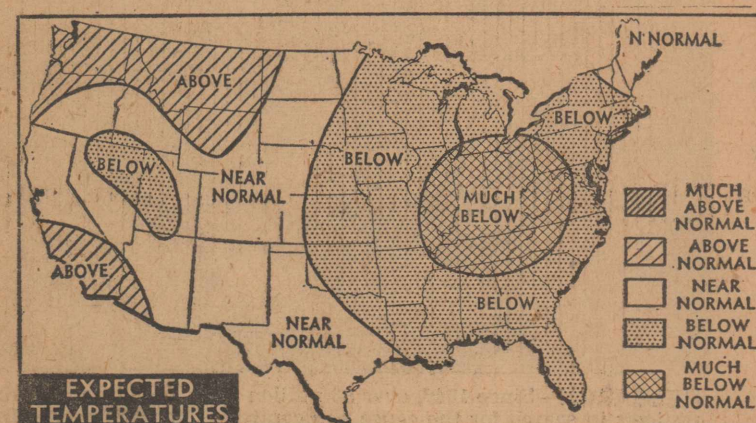 N NORMAL
ABOVE
BELOW
BELOW
BELOW
NEAR
NORMAL
MUCH
BELOW
ABOVE
BELOW
NEAR
NORMAL
MUCH
ABOVE
NORMAL
ABOVE
NORMAL
NEAR
NORMAL
BELOW
NORMAL
MUCH
BELOW
NORMAL
EXPECTED
TEMPERATURES